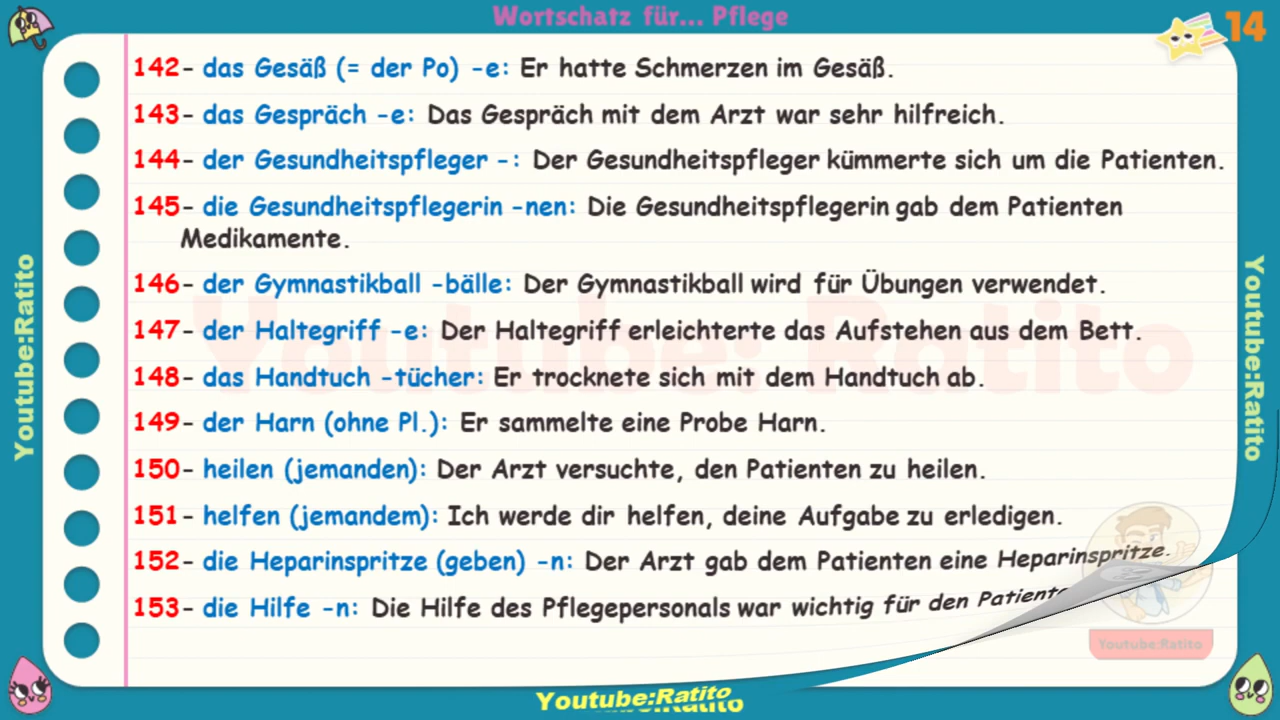 Wortschatz für... Pflege
14
142- das Gesäß (= der Po) -e: Er hatte Schmerzen im Gesäß.
143- das Gespräch -e: Das Gespräch mit dem Arzt war sehr hilfreich.
144- der Gesundheitspfleger -: Der Gesundheitspfleger kümmerte sich um die Patienten.
145- die Gesundheitspflegerin -nen: Die Gesundheitspflegerin gab dem Patienten
Medikamente.
146- der Gymnastikball -bälle: Der Gymnastikball wird für Übungen verwendet.
147- der Haltegriff -e: Der Haltegriff erleichterte das Aufstehen aus dem Bett.
148- das Handtuch -tücher: Er trocknete sich mit dem Handtuch ab.
149- der Harn (ohne Pl.): Er sammelte eine Probe Harn.
150- heilen (jemanden): Der Arzt versuchte, den Patienten zu heilen.
151- helfen (jemandem): Ich werde dir helfen, deine Aufgabe zu erledigen.
152- die Heparinspritze (geben) -n: Der Arzt gab dem Patienten eine Heparinspritze.
153- die Hilfe -n: Die Hilfe des Pflegepersonals war wichtig für den
Youtube: Ratito
Youtube:Ratito
Youtube:Ratito
Youtube:Ratito
Youtube:Ratito